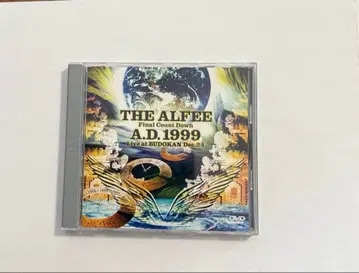 THE ALFEE
Final Count Down
A.D. 1999
Live at BUDOKAN Dec.24
DVD